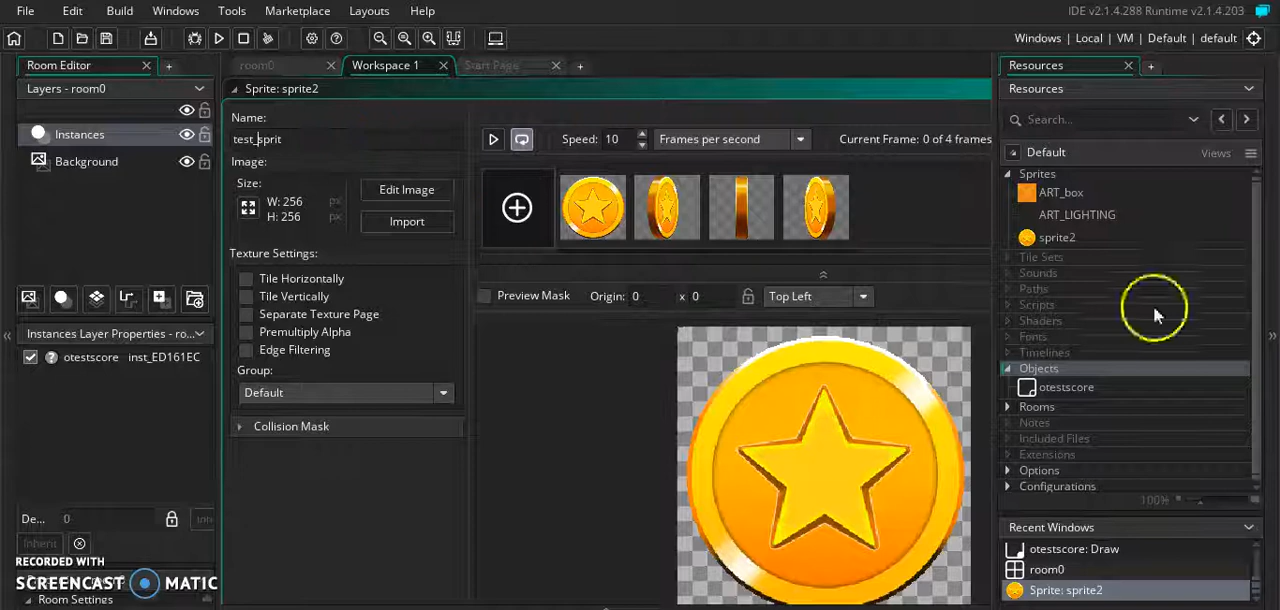 File Edit Build Windows Tools Marketplace Layouts Help IDE v2.1.4.288 Runtime v2.1.4.203
Windows | Local | VM | Default | default
Room Editor
room0 Workspace 1 Start Page
Resources
Layers - room0
Sprite: sprite2
Resources
Instances
Background
Name:
test_sprit
Image:
Size:
W: 256 px
H: 256
Edit Image
Import
Texture Settings:
Tile Horizontally
Tile Vertically
Separate Texture Page
Premultiply Alpha
Edge Filtering
Group:
Default
Collision Mask
Speed: 10 Frames per second Current Frame: 0 of 4 frames
Preview Mask Origin: 0 x 0 Top Left
Instances Layer Properties - ro...
otestscore inst_ED161EC
De... 0
Inherit
RECORDED WITH
SCREENCAST MATIC
Room Settings
Search...
Default Views
Sprites
ART_box
ART_LIGHTING
sprite2
Tile Sets
Sounds
Paths
Scripts
Shaders
Fonts
Timelines
Objects
otestscore
Rooms
Notes
Included Files
Extensions
Options
Configurations
100%
Recent Windows
otestscore: Draw
room0
Sprite: sprite2